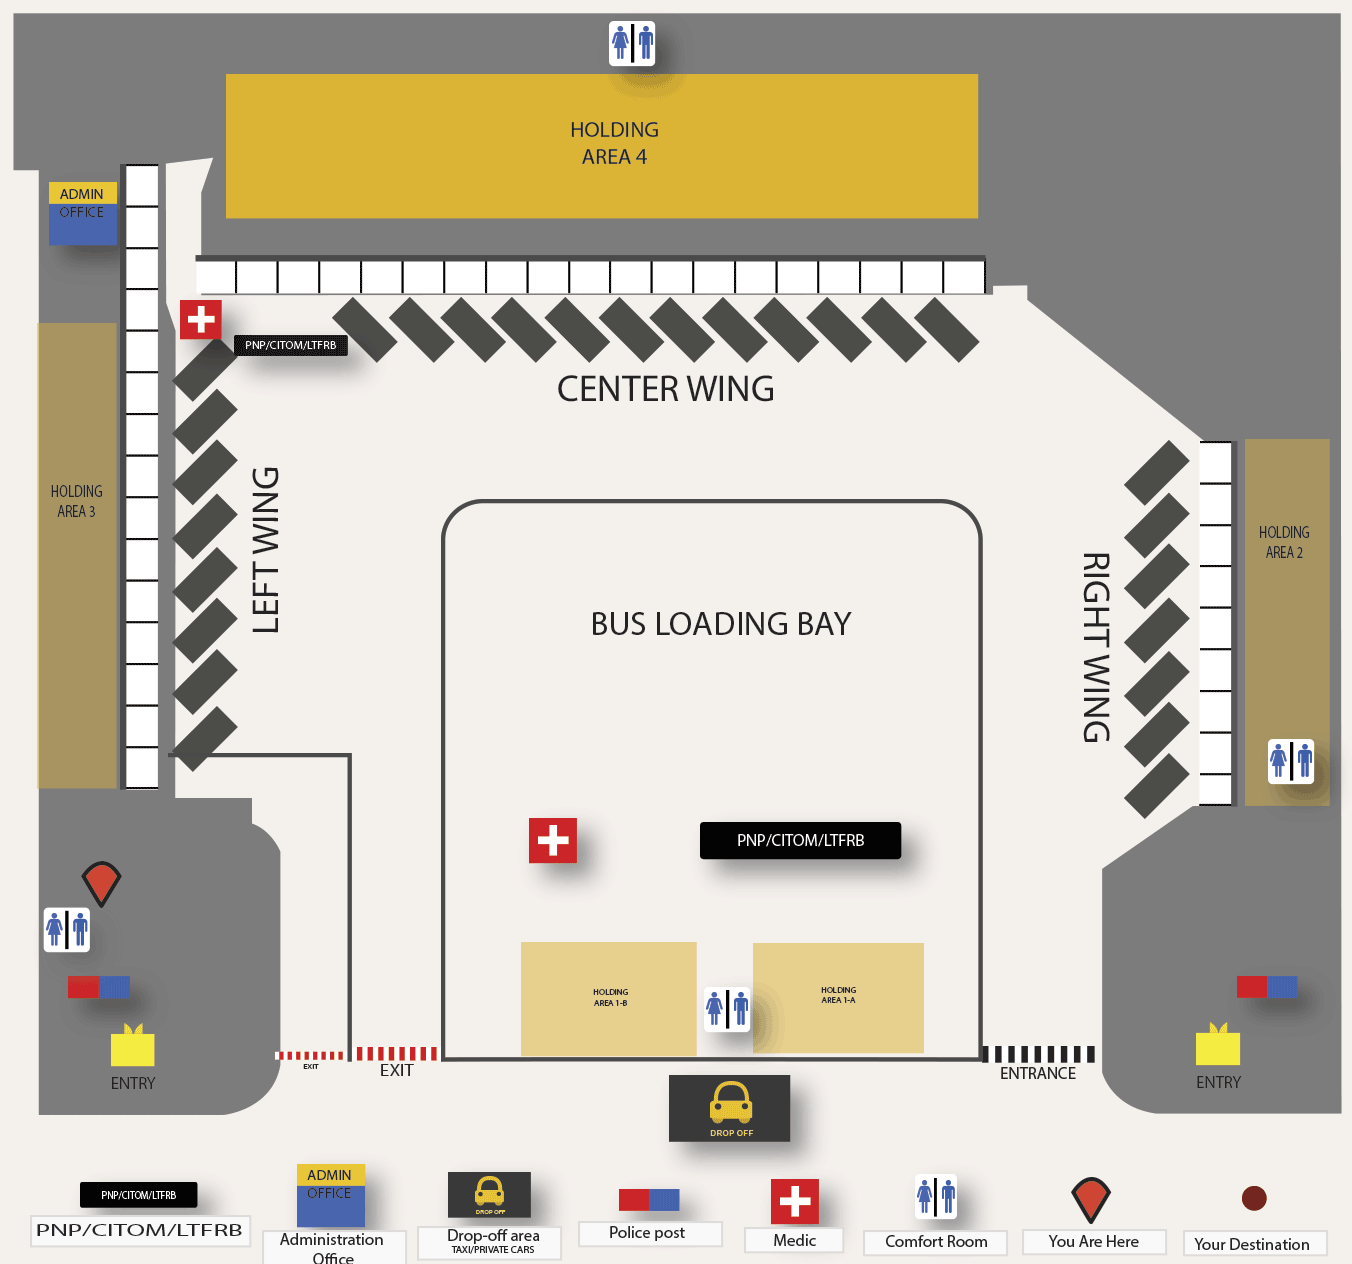 HOLDING
AREA 4
ADMIN
OFFICE
PNP/CITOM/LTFRB
CENTER WING
HOLDING
AREA 3
LEFT WING
HOLDING
AREA 2
RIGHT WING
BUS LOADING BAY
PNP/CITOM/LTFRB
HOLDING
AREA 1-B
HOLDING
AREA 1-A
ENTRY
EXIT
EXIT
ENTRANCE
ENTRY
DROP OFF
PNP/CITOM/LTFRB
PNP/CITOM/LTFRB
ADMIN
OFFICE
Administration
Office
DROP OFF
Drop-off area
TAXI/PRIVATE CARS
Police post
Medic
Comfort Room
You Are Here
Your Destination